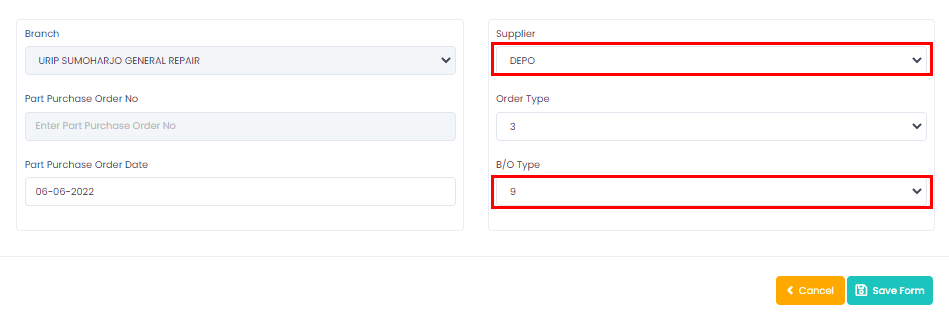 Branch
URIP SUMOHARJO GENERAL REPAIR
Part Purchase Order No
Enter Part Purchase Order No
Part Purchase Order Date
06-06-2022
Supplier
DEPO
Order Type
3
B/O Type
9
Cancel
Save Form